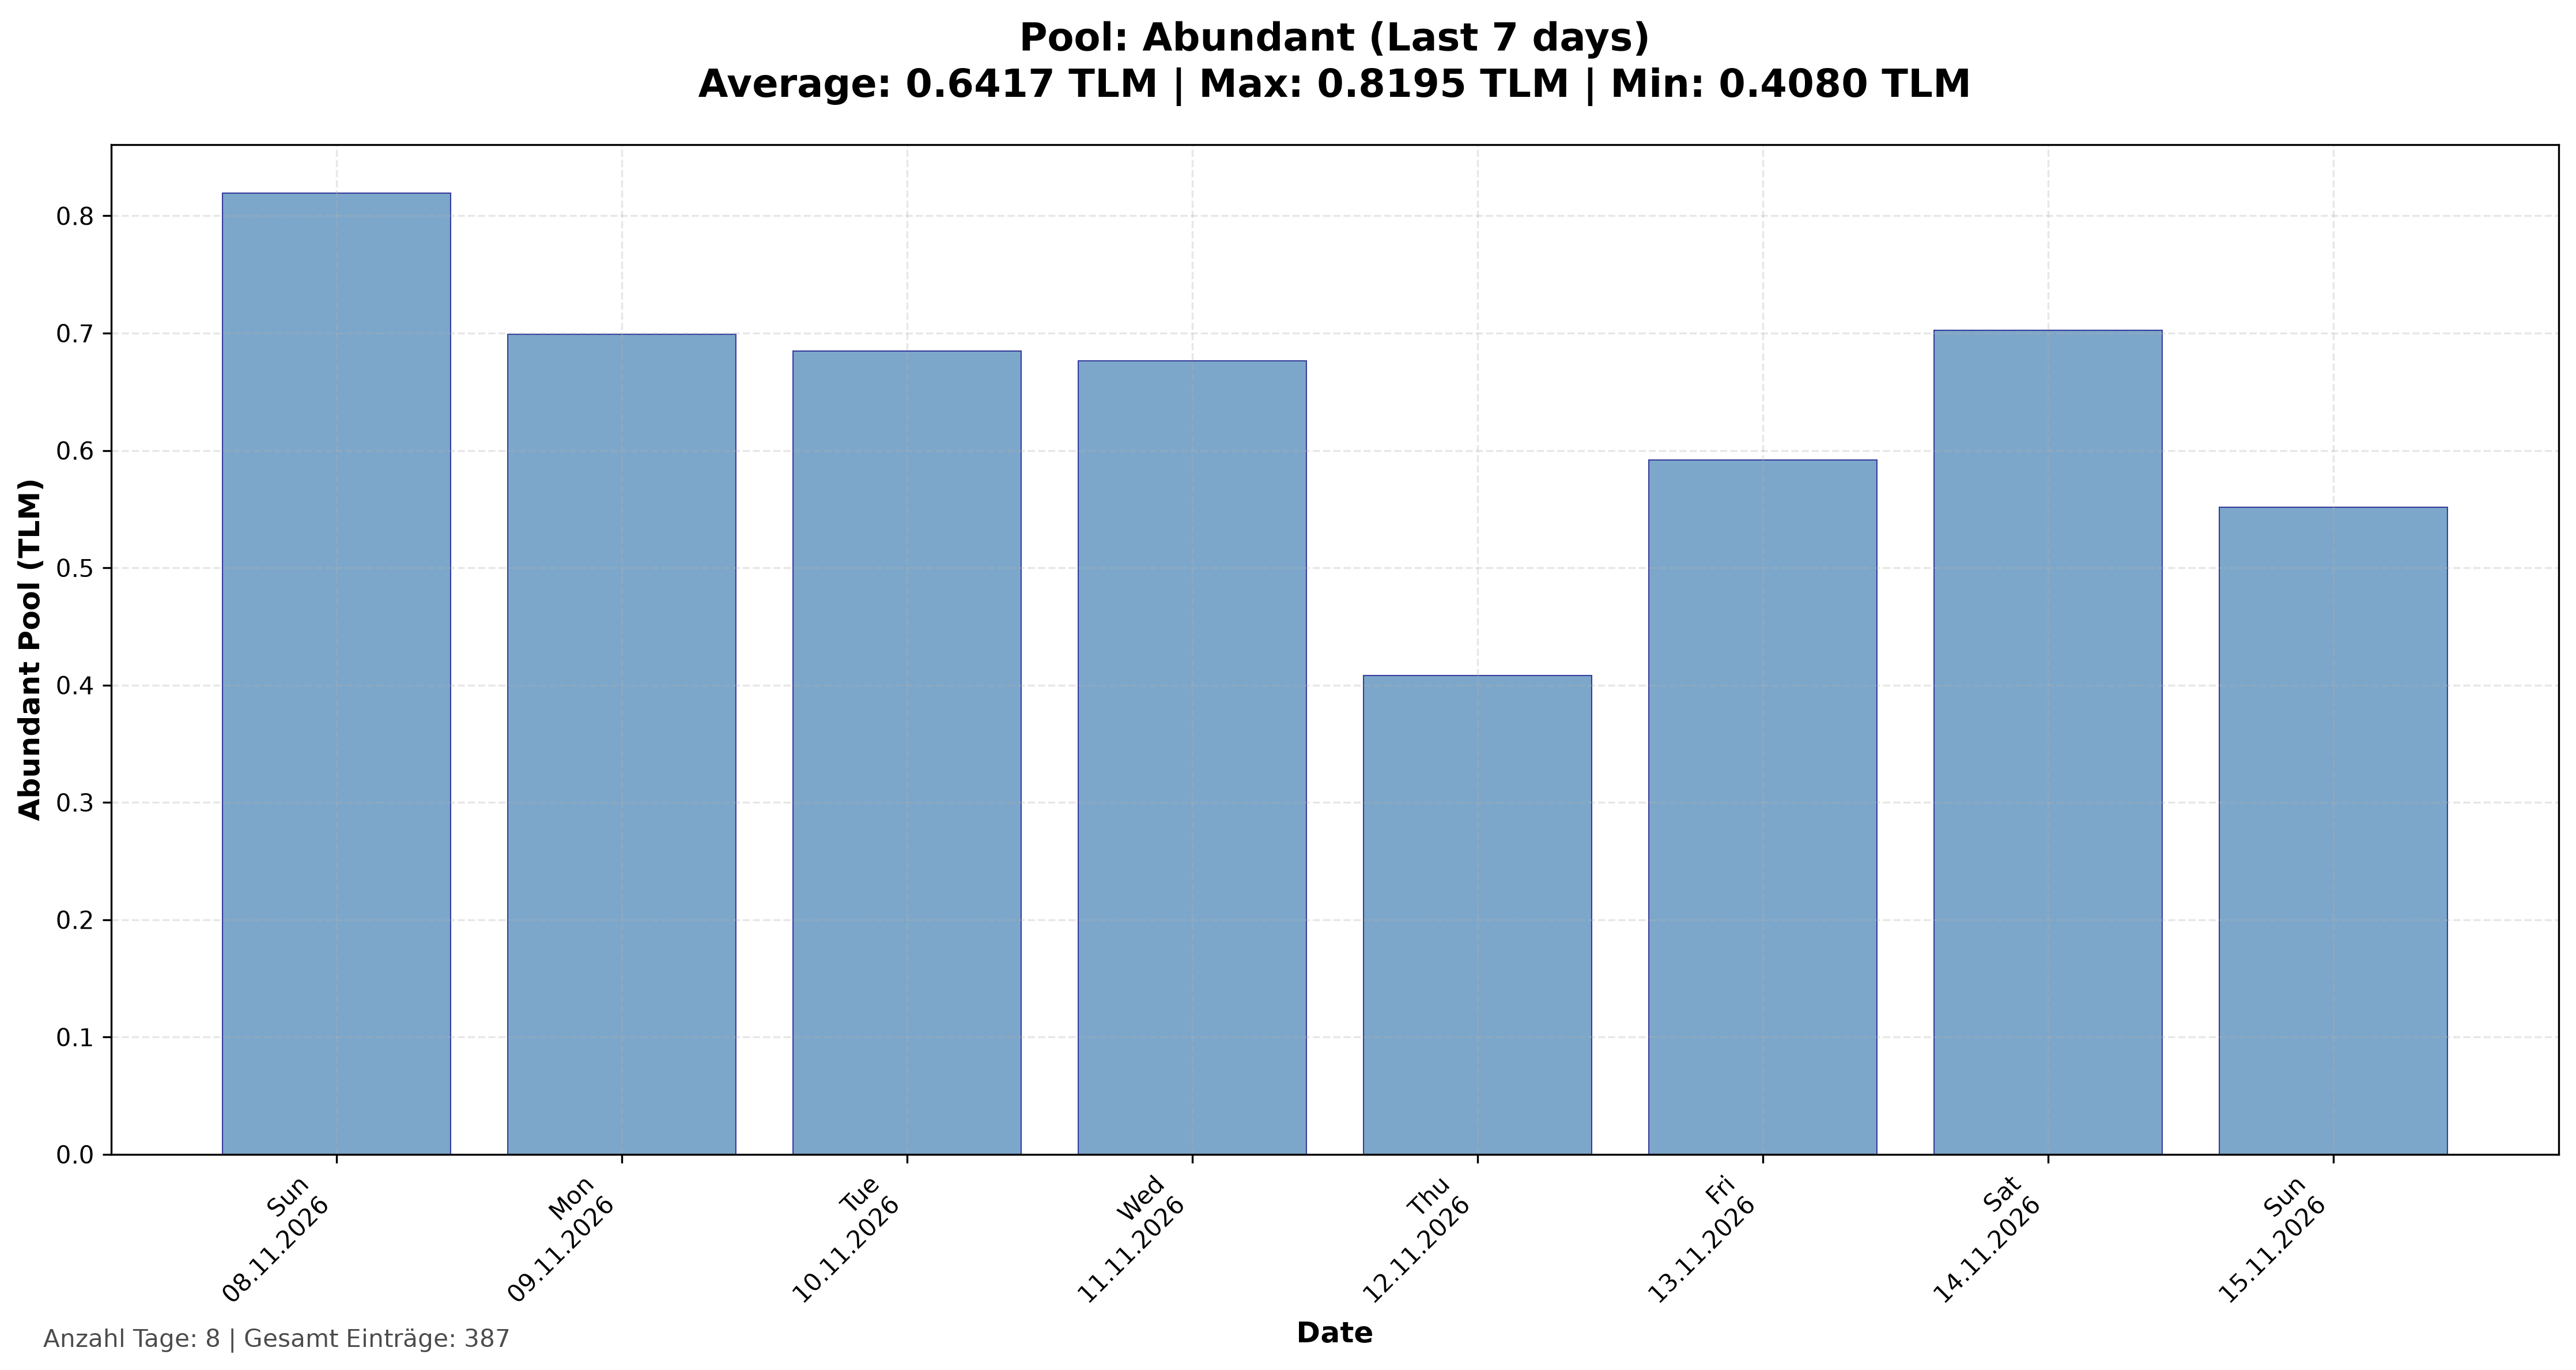 Pool: Abundant (Last 7 days)
Average: 0.6417 TLM | Max: 0.8195 TLM | Min: 0.4080 TLM
Abundant Pool (TLM)
0.8
0.7
0.6
0.5
0.4
0.3
0.2
0.1
0.0
Sun
08.11.2026
Mon
09.11.2026
Tue
10.11.2026
Wed
11.11.2026
Thu
12.11.2026
Fri
13.11.2026
Sat
14.11.2026
Sun
15.11.2026
Date
Anzahl Tage: 8 | Gesamt Einträge: 387